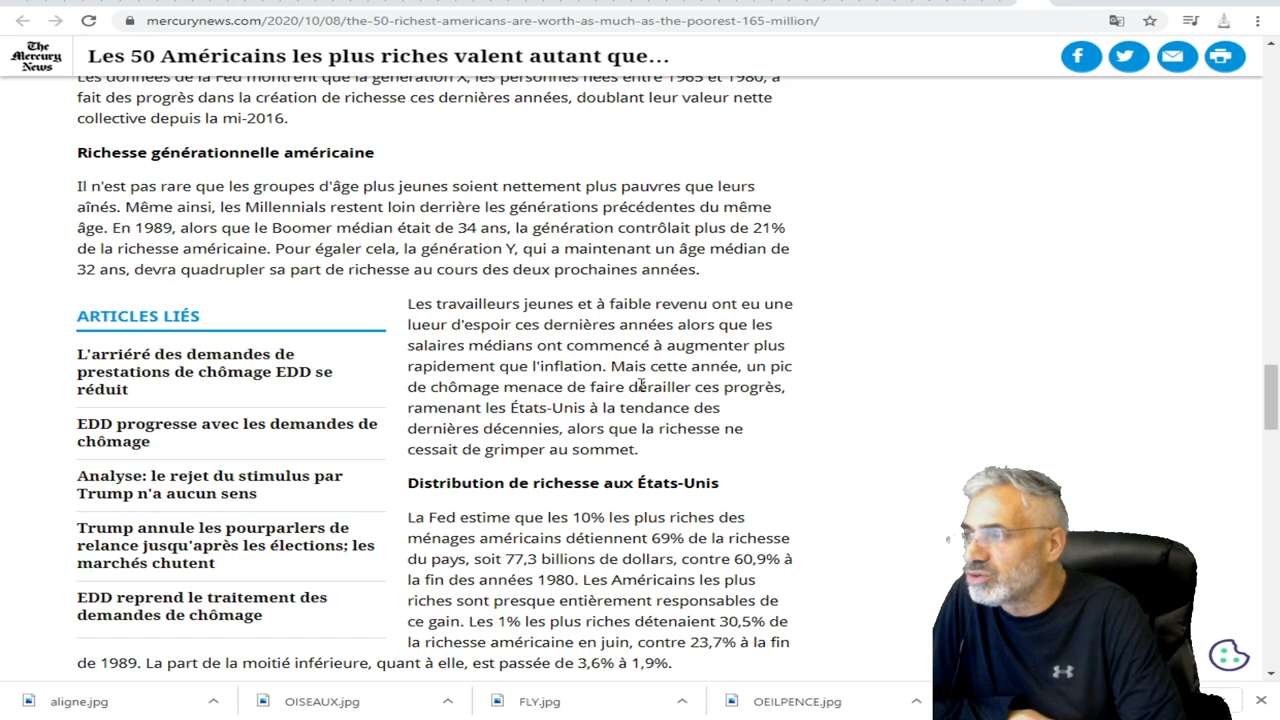 mercurynews.com/2020/10/08/the-50-richest-americans-are-worth-as-much-as-the-poorest-165-million/
The
Mercury
News
Les 50 Américains les plus riches valent autant que…
Les données de la Fed montrent que la génération X, les personnes nées entre 1965 et 1980, a
fait des progrès dans la création de richesse ces dernières années, doublant leur valeur nette
collective depuis la mi-2016.
Richesse générationnelle américaine
Il n'est pas rare que les groupes d'âge plus jeunes soient nettement plus pauvres que leurs
aînés. Même ainsi, les Millennials restent loin derrière les générations précédentes du même
âge. En 1989, alors que le Boomer médian était de 34 ans, la génération contrôlait plus de 21%
de la richesse américaine. Pour égaler cela, la génération Y, qui a maintenant un âge médian de
32 ans, devra quadrupler sa part de richesse au cours des deux prochaines années.
ARTICLES LIÉS
L'arriéré des demandes de
prestations de chômage EDD se
réduit
EDD progresse avec les demandes de
chômage
Analyse: le rejet du stimulus par
Trump n'a aucun sens
Trump annule les pourparlers de
relance jusqu'après les élections; les
marchés chutent
EDD reprend le traitement des
demandes de chômage
Les travailleurs jeunes et à faible revenu ont eu une
lueur d'espoir ces dernières années alors que les
salaires médians ont commencé à augmenter plus
rapidement que l'inflation. Mais cette année, un pic
de chômage menace de faire dérailler ces progrès,
ramenant les États-Unis à la tendance des
dernières décennies, alors que la richesse ne
cessait de grimper au sommet.
Distribution de richesse aux États-Unis
La Fed estime que les 10% les plus riches des
ménages américains détiennent 69% de la richesse
du pays, soit 77,3 billions de dollars, contre 60,9% à
la fin des années 1980. Les Américains les plus
riches sont presque entièrement responsables de
ce gain. Les 1% les plus riches détenaient 30,5% de
la richesse américaine en juin, contre 23,7% à la fin
de 1989. La part de la moitié inférieure, quant à elle, est passée de 3,6% à 1,9%.
aligne.jpg
OISEAUX.jpg
FLY.jpg
OEILPENCE.jpg